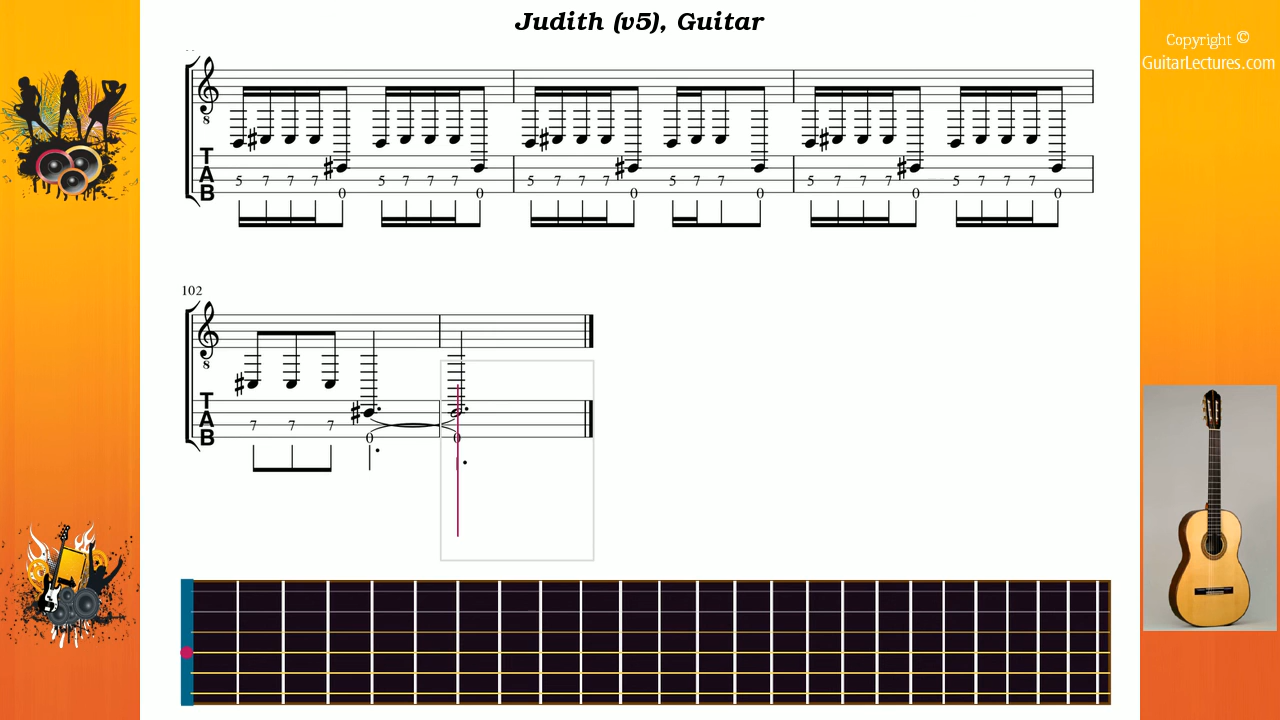 Judith (v5), Guitar
Copyright ©
GuitarLectures.com
8
T
A
B
5 7 7 7 0 5 7 7 7 0 5 7 7 7 0 5 7 7 0 5 7 7 7 0 5 7 7 7 0
102
8
T
A
B
7 7 7 0 0